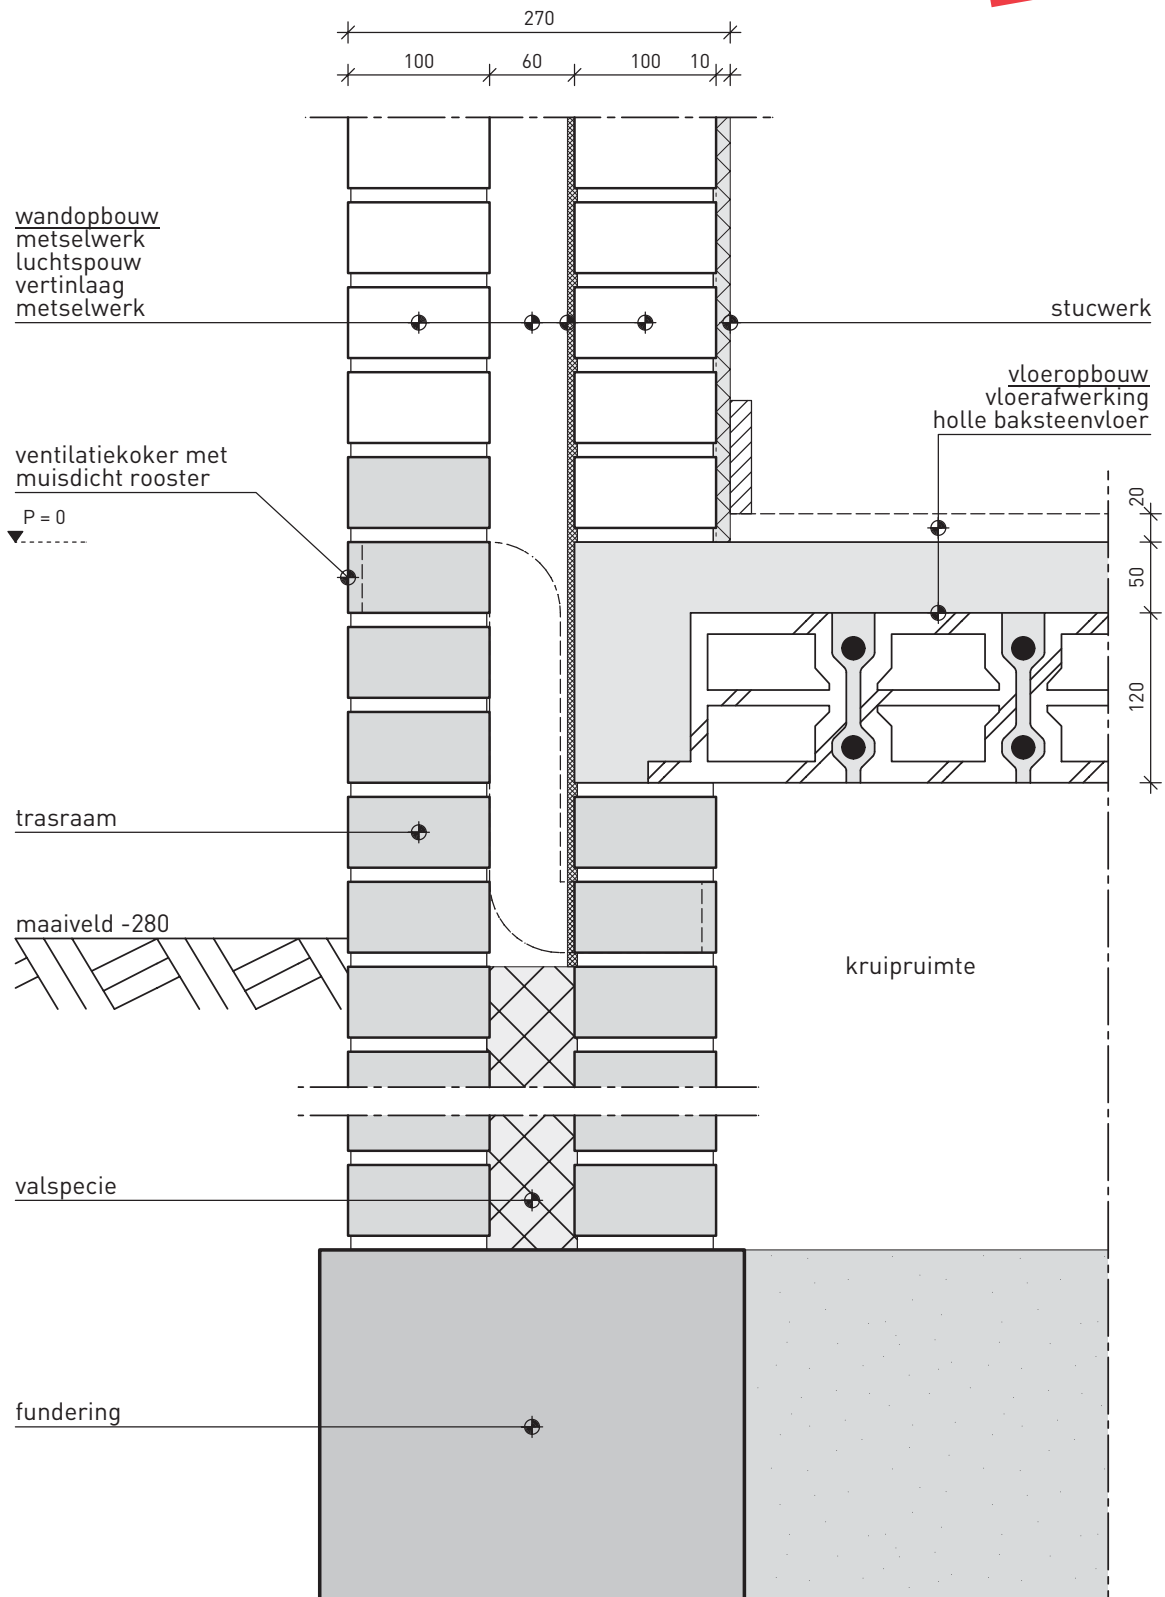 270
100 60 100 10
wandopbouw
metselwerk
luchtspouw
vertinlaag
metselwerk
stucwerk
vloeropbouw
vloerafwerking
holle baksteenvloer
ventilatiekoker met
muisdicht rooster
P = 0
20
50
120
trasraam
maaiveld -280
kruipruimte
valspecie
fundering